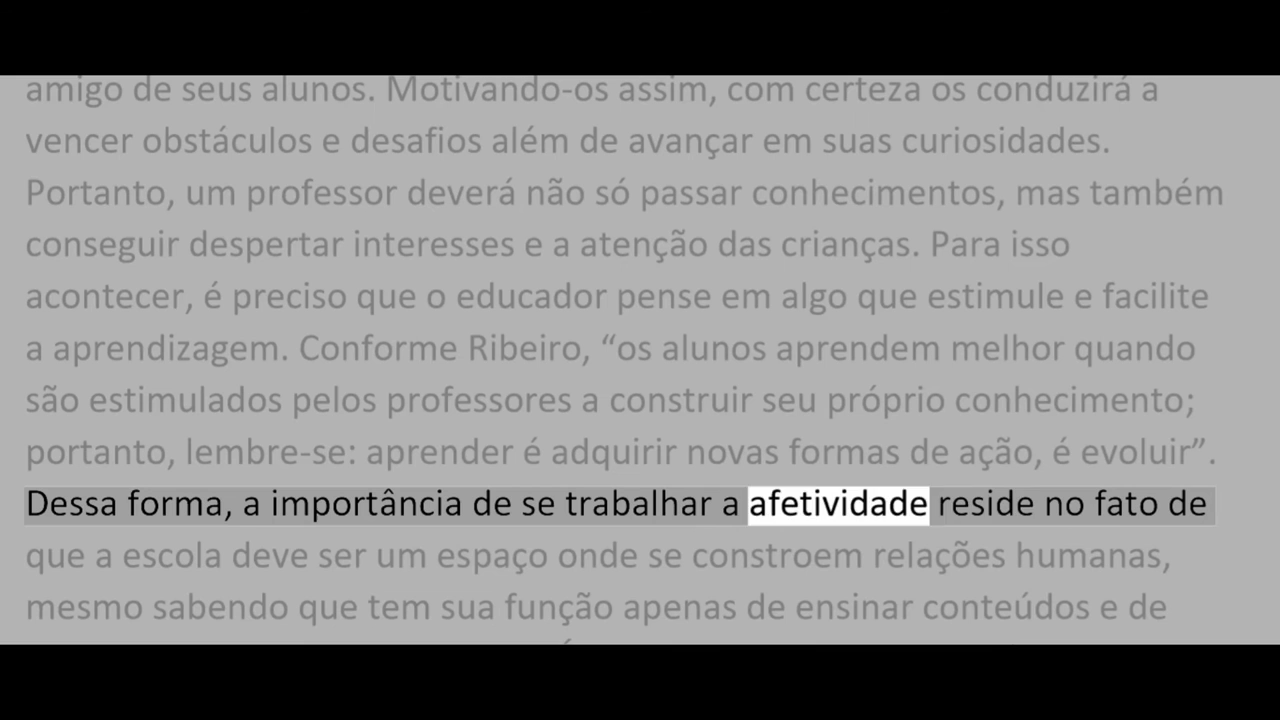 amigo de seus alunos. Motivando-os assim, com certeza os conduzirá a
vencer obstáculos e desafios além de avançar em suas curiosidades.
Portanto, um professor deverá não só passar conhecimentos, mas também
conseguir despertar interesses e a atenção das crianças. Para isso
acontecer, é preciso que o educador pense em algo que estimule e facilite
a aprendizagem. Conforme Ribeiro, “os alunos aprendem melhor quando
são estimulados pelos professores a construir seu próprio conhecimento;
portanto, lembre-se: aprender é adquirir novas formas de ação, é evoluir”.
Dessa forma, a importância de se trabalhar a afetividade reside no fato de
que a escola deve ser um espaço onde se constroem relações humanas,
mesmo sabendo que tem sua função apenas de ensinar conteúdos e de